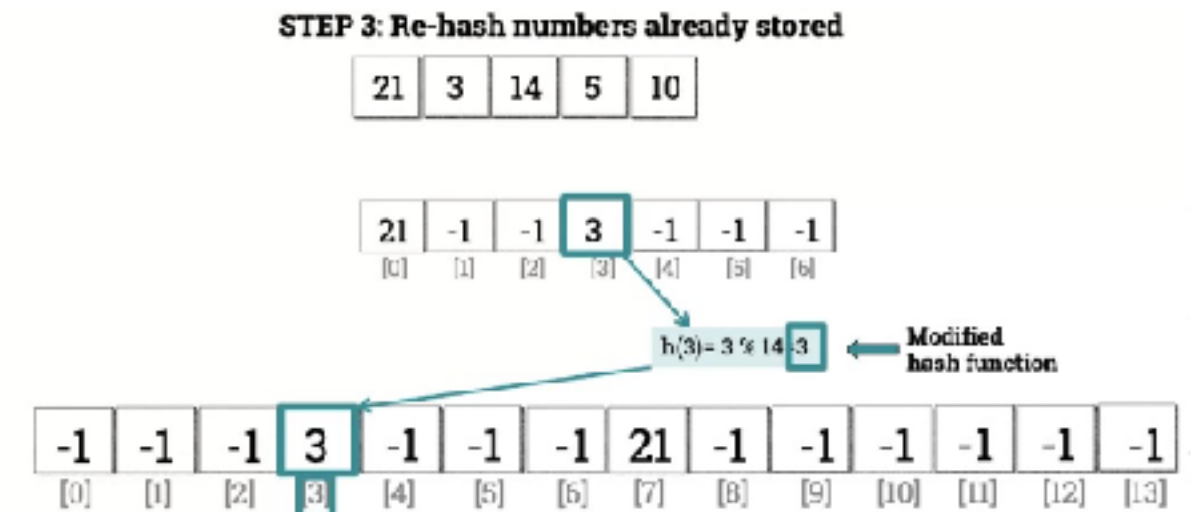 STEP 3: Re-hash numbers already stored
21 3 14 5 10
21 -1 -1 3 -1 -1 -1
[0] [1] [2] [3] [4] [5] [6]
h(3)= 3 % 14 =3
Modified
hash function
-1 -1 -1 3 -1 -1 -1 21 -1 -1 -1 -1 -1 -1
[0] [1] [2] [3] [4] [5] [6] [7] [8] [9] [10] [11] [12] [13]